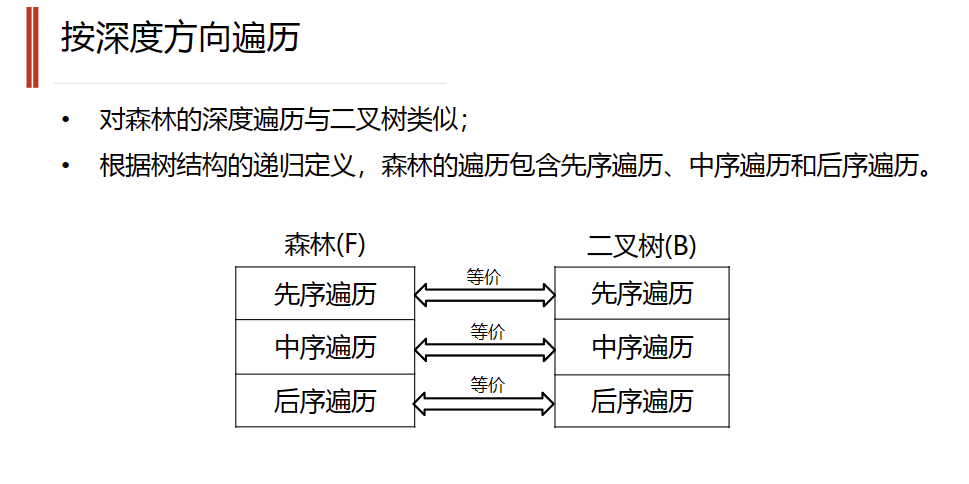 按深度方向遍历
• 对森林的深度遍历与二叉树类似；
• 根据树结构的递归定义，森林的遍历包含先序遍历、中序遍历和后序遍历。
森林(F) 二叉树(B)
先序遍历 等价 先序遍历
中序遍历 等价 中序遍历
后序遍历 等价 后序遍历